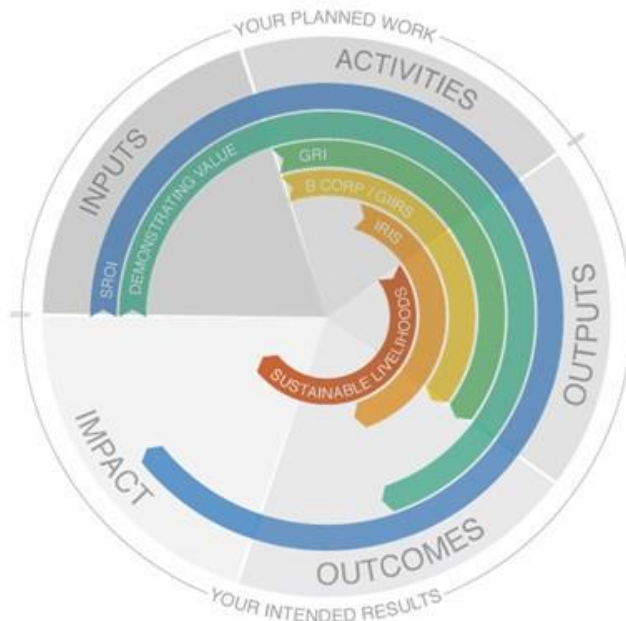 YOUR PLANNED WORK
ACTIVITIES
INPUTS
DEMONSTRATING VALUE
SROI
GRI
B CORP / GIIRS
IRIS
SUSTAINABLE LIVELIHOODS
OUTPUTS
IMPACT
OUTCOMES
YOUR INTENDED RESULTS